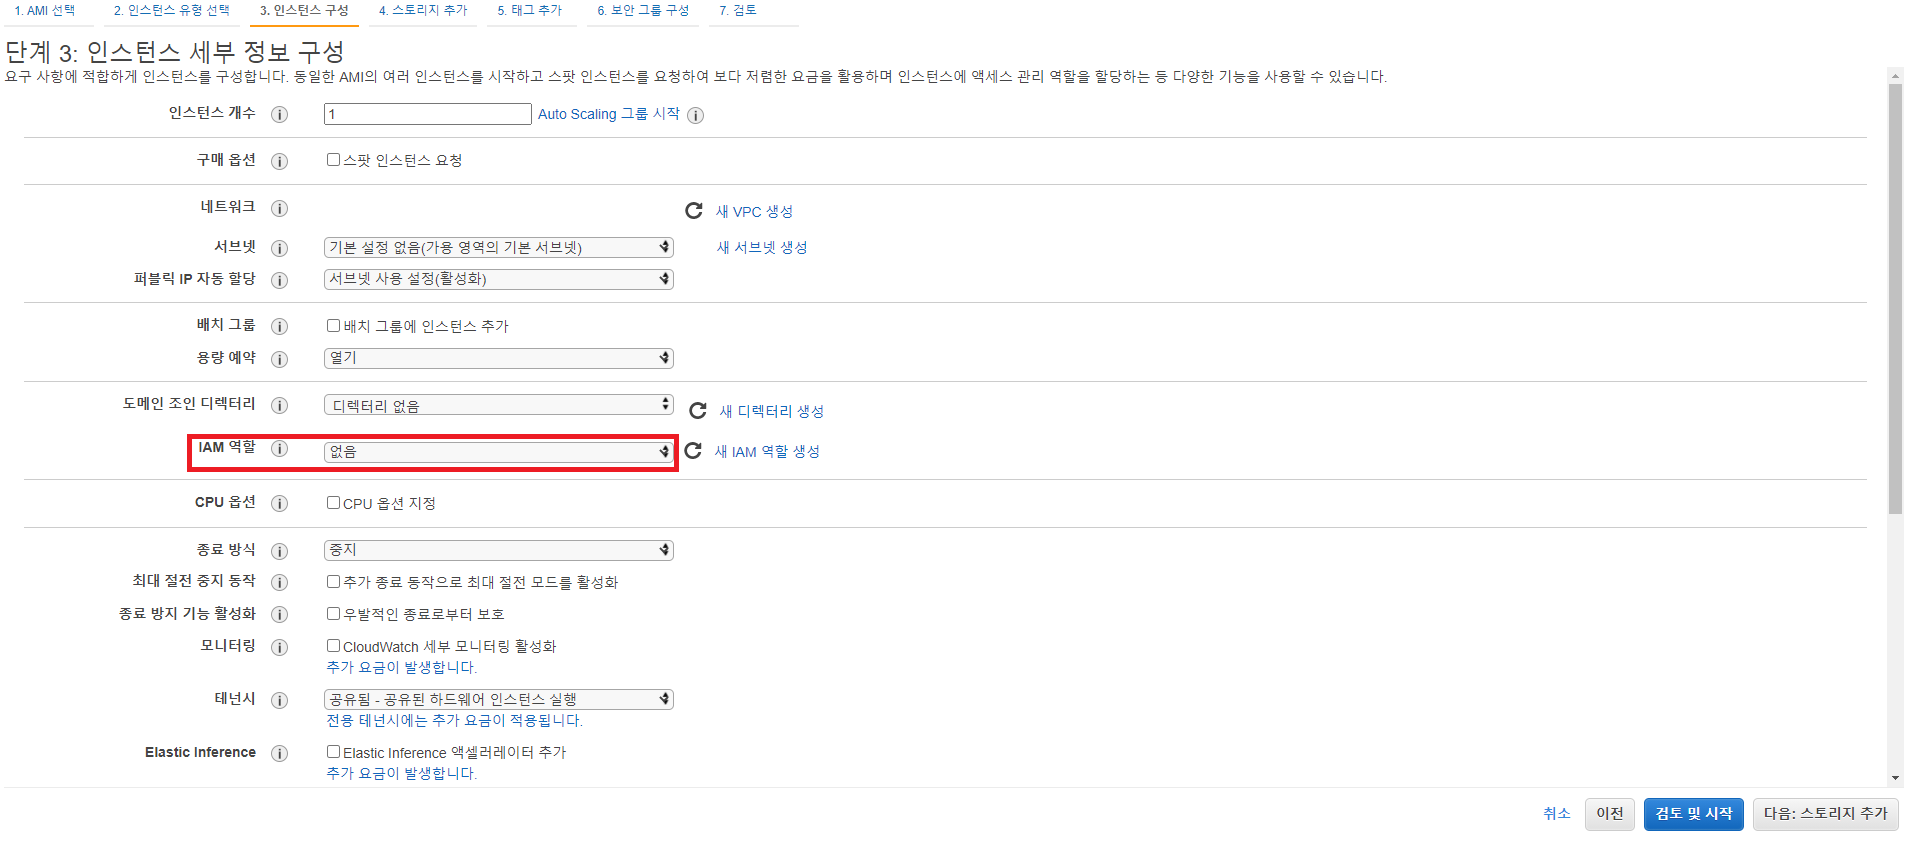 1. AMI 선택 2. 인스턴스 유형 선택 3. 인스턴스 구성 4. 스토리지 추가 5. 태그 추가 6. 보안 그룹 구성 7. 검토
단계 3: 인스턴스 세부 정보 구성
요구 사항에 적합하게 인스턴스를 구성합니다. 동일한 AMI의 여러 인스턴스를 시작하고 스팟 인스턴스를 요청하여 보다 저렴한 요금을 활용하며 인스턴스에 액세스 관리 역할을 할당하는 등 다양한 기능을 사용할 수 있습니다.
인스턴스 개수 i 1 Auto Scaling 그룹 시작 i
구매 옵션 i 스팟 인스턴스 요청
네트워크 i 새 VPC 생성
서브넷 i 기본 설정 없음(가용 영역의 기본 서브넷) 새 서브넷 생성
퍼블릭 IP 자동 할당 i 서브넷 사용 설정(활성화)
배치 그룹 i 배치 그룹에 인스턴스 추가
용량 예약 i 열기
도메인 조인 디렉터리 i 디렉터리 없음 새 디렉터리 생성
IAM 역할 i 없음 새 IAM 역할 생성
CPU 옵션 i CPU 옵션 지정
종료 방식 i 중지
최대 절전 중지 동작 i 추가 종료 동작으로 최대 절전 모드를 활성화
종료 방지 기능 활성화 i 우발적인 종료로부터 보호
모니터링 i CloudWatch 세부 모니터링 활성화
추가 요금이 발생합니다.
테넌시 i 공유됨 - 공유된 하드웨어 인스턴스 실행
전용 테넌시에는 추가 요금이 적용됩니다.
Elastic Inference i Elastic Inference 액셀러레이터 추가
추가 요금이 발생합니다.
취소 이전 검토 및 시작 다음: 스토리지 추가